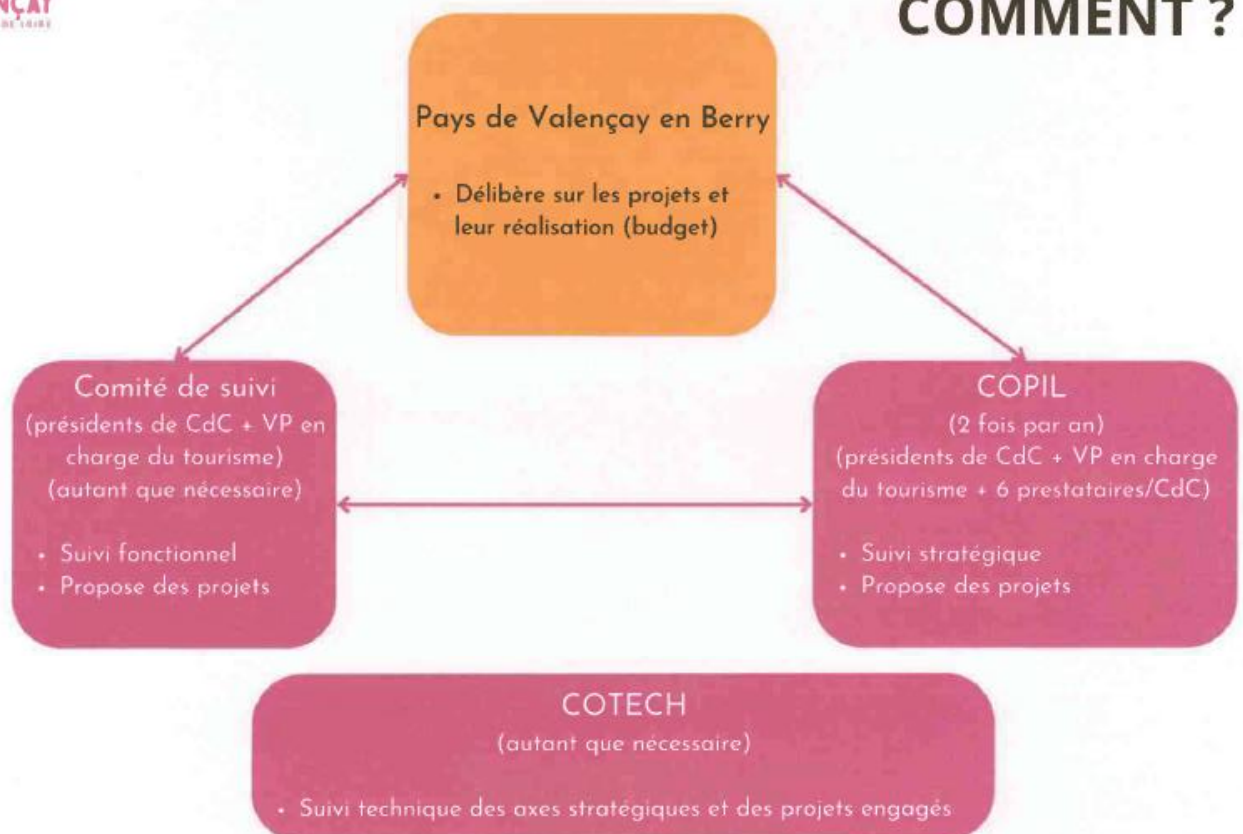 NÇAY
DE LOIRE
COMMENT ?
Pays de Valençay en Berry
• Délibère sur les projets et
leur réalisation (budget)
Comité de suivi
(présidents de CdC + VP en
charge du tourisme)
(autant que nécessaire)
• Suivi fonctionnel
• Propose des projets
COPIL
(2 fois par an)
(présidents de CdC + VP en charge
du tourisme + 6 prestataires/CdC)
• Suivi stratégique
• Propose des projets
COTECH
(autant que nécessaire)
• Suivi technique des axes stratégiques et des projets engagés